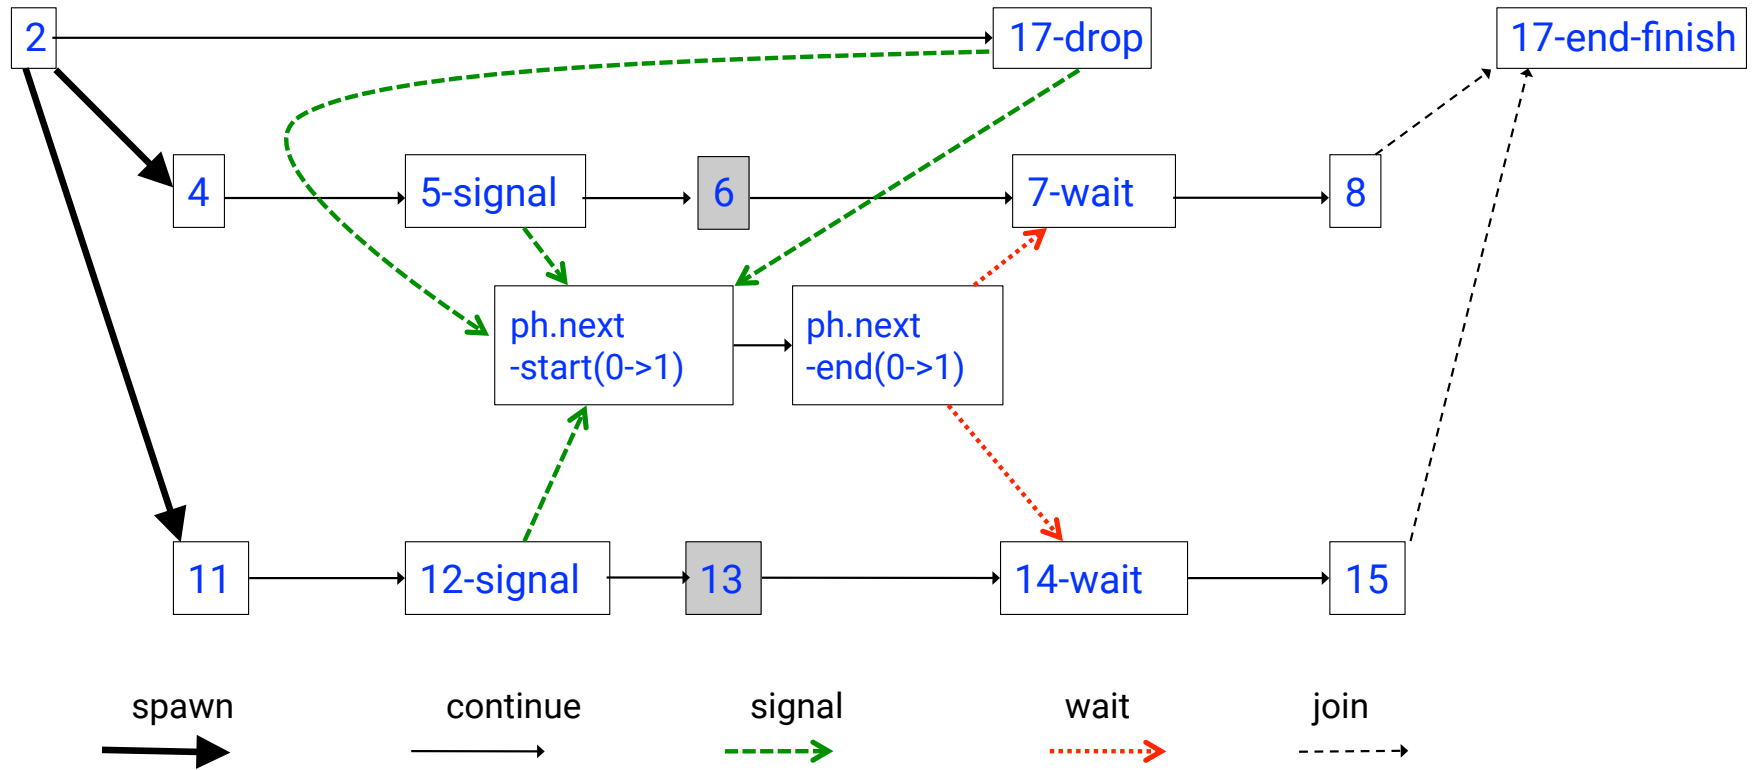 2
17-drop
17-end-finish
4
5-signal
6
7-wait
8
ph.next
-start(0->1)
ph.next
-end(0->1)
11
12-signal
13
14-wait
15
spawn
continue
signal
wait
join